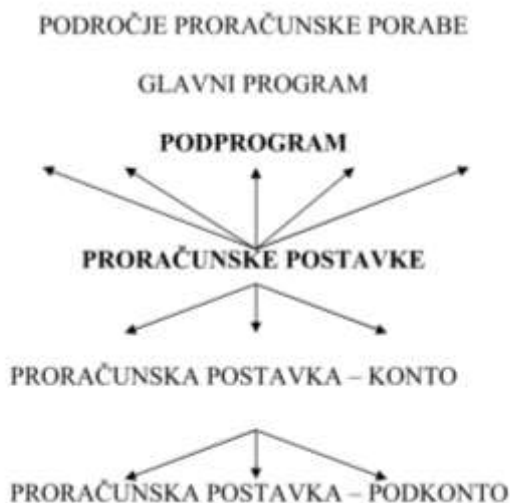 PODROČJE PRORAČUNSKE PORABE
GLAVNI PROGRAM
PODPROGRAM
PRORAČUNSKE POSTAVKE
PRORAČUNSKA POSTAVKA – KONTO
PRORAČUNSKA POSTAVKA – PODKONTO